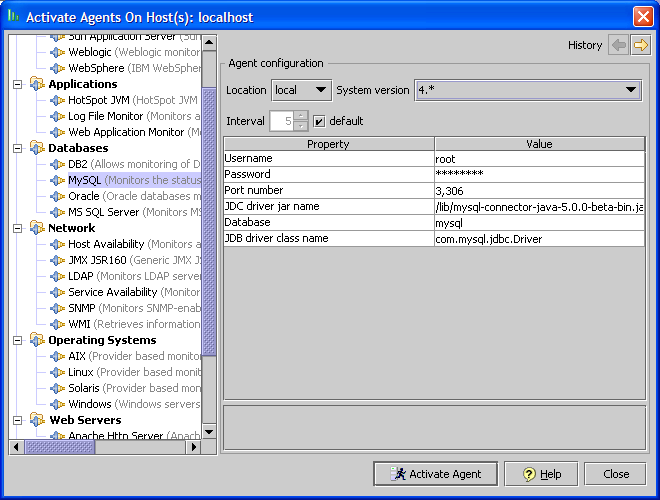 Activate Agents On Host(s): localhost
Sun Application Server (Sun
Weblogic (Weblogic monitor
WebSphere (IBM WebSphe
Applications
HotSpot JVM (HotSpot JVM
Log File Monitor (Monitors a
Web Application Monitor (M
Databases
DB2 (Allows monitoring of D
MySQL (Monitors the status
Oracle (Oracle databases m
MS SQL Server (Monitors
Network
Host Availability (Monitors a
JMX JSR160 (Generic JMX JS
LDAP (Monitors LDAP serve
Service Availability (Monitor
SNMP (Monitors SNMP-enab
WMI (Retrieves information
Operating Systems
AIX (Provider based monito
Linux (Provider based monit
Solaris (Provider based moni
Windows (Windows servers
Web Servers
Apache Http Server (Apach
History
Agent configuration
Location local System version 4.*
Interval 5 default
Property Value
Username root
Password ********
Port number 3,306
JDC driver jar name /lib/mysql-connector-java-5.0.0-beta-bin.ja
Database mysql
JDB driver class name com.mysql.jdbc.Driver
Activate Agent Help Close